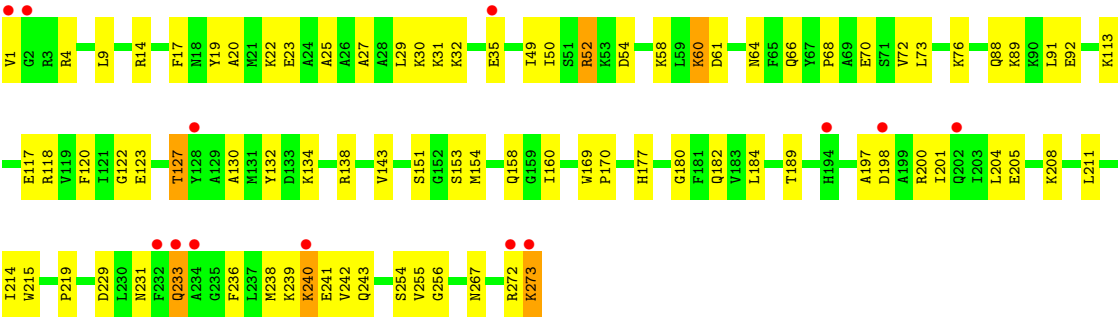 V1 G2 R3 R4 L9 R14 F17 N18 Y19 A20 M21 K22 E23 A24 A25 A26 A27 A28 L29 K30 K31 K32 E35 I49 I50 S51 R52 K53 D54 K58 L59 K60 D61 N64 F65 Q66 Y67 P68 A69 E70 S71 V72 L73 K76 Q88 K89 K90 L91 E92 K113
E117 R118 V119 F120 I121 G122 E123 T127 Y128 A129 A130 M131 Y132 D133 K134 R138 V143 S151 G152 S153 M154 Q158 G159 I160 W169 P170 H177 G180 F181 Q182 V183 L184 T189 H194 A197 D198 A199 R200 I201 Q202 I203 L204 E205 K208 L211
I214 W215 P219 D229 L230 N231 F232 Q233 A234 G235 F236 L237 M238 K239 K240 E241 V242 Q243 S254 V255 G256 N267 R272 K273